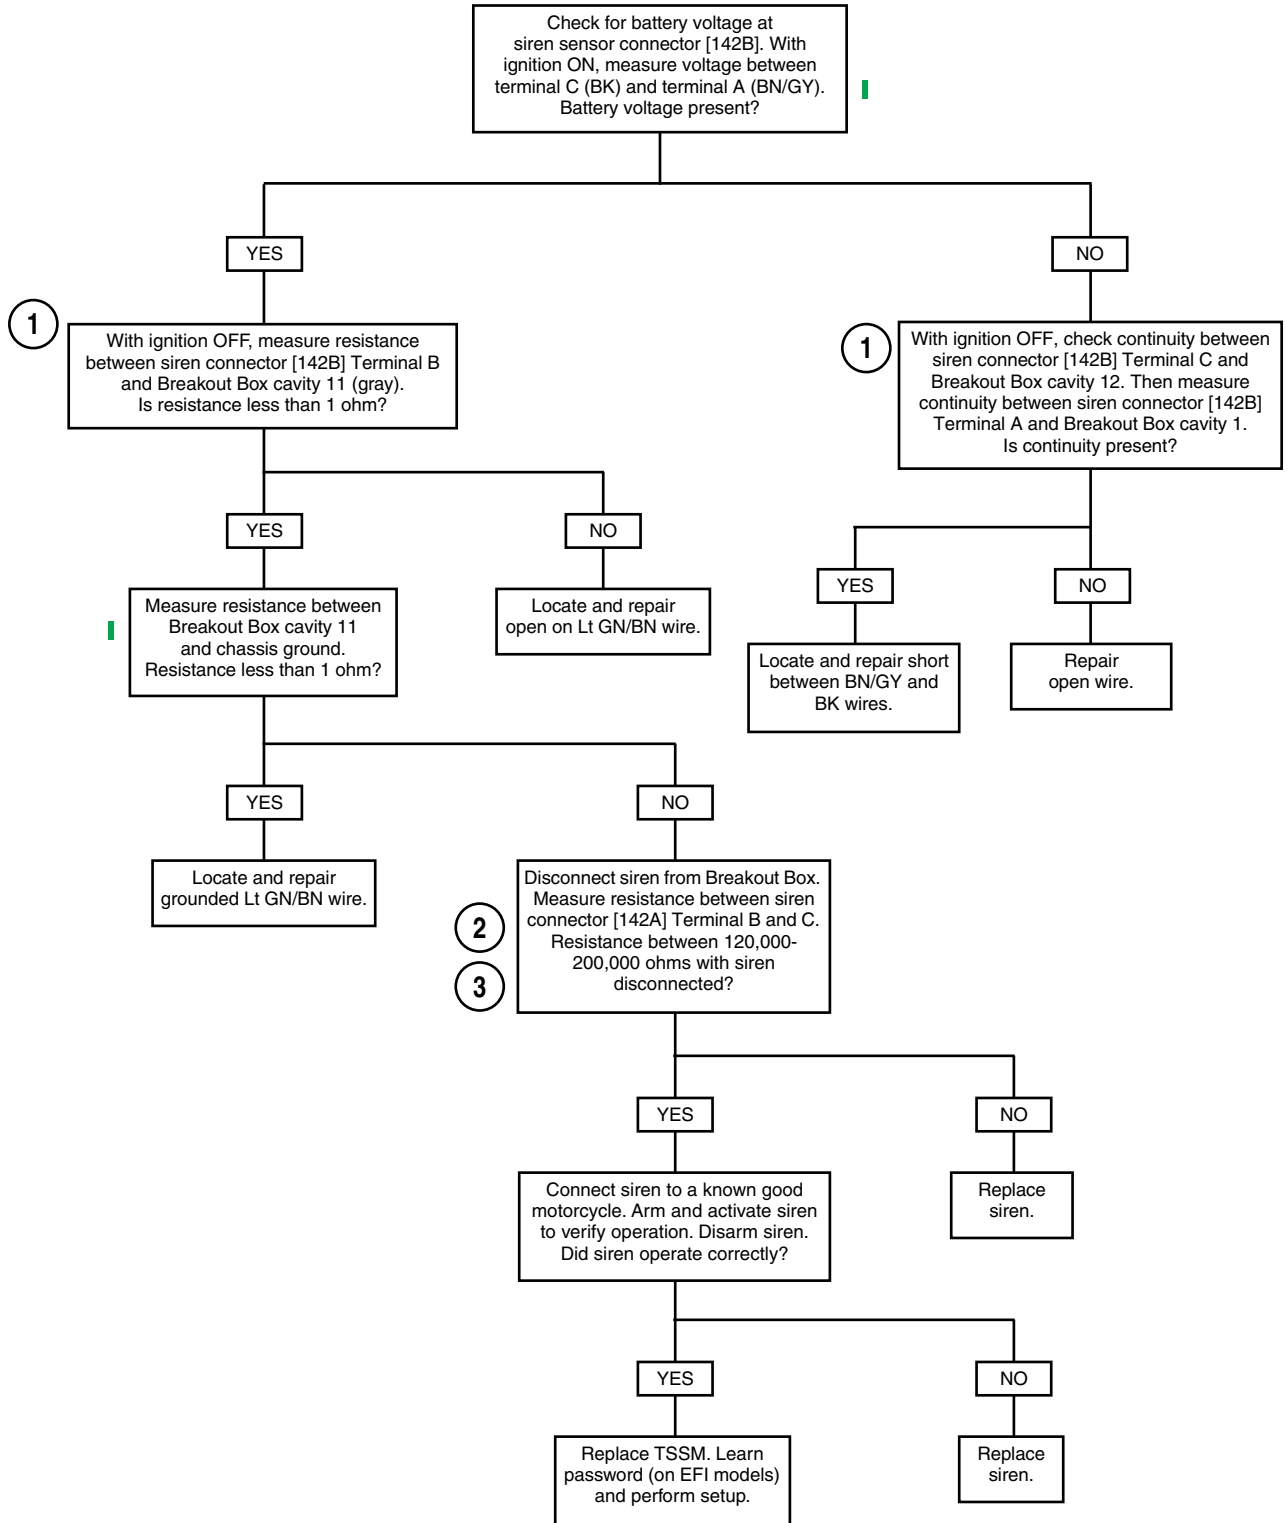 Check for battery voltage at
siren sensor connector [142B]. With
ignition ON, measure voltage between
terminal C (BK) and terminal A (BN/GY).
Battery voltage present?
YES
NO
1
With ignition OFF, measure resistance
between siren connector [142B] Terminal B
and Breakout Box cavity 11 (gray).
Is resistance less than 1 ohm?
1
With ignition OFF, check continuity between
siren connector [142B] Terminal C and
Breakout Box cavity 12. Then measure
continuity between siren connector [142B]
Terminal A and Breakout Box cavity 1.
Is continuity present?
YES
NO
YES
NO
Measure resistance between
Breakout Box cavity 11
and chassis ground.
Resistance less than 1 ohm?
Locate and repair
open on Lt GN/BN wire.
Locate and repair short
between BN/GY and
BK wires.
Repair
open wire.
YES
NO
Locate and repair
grounded Lt GN/BN wire.
2
3
Disconnect siren from Breakout Box.
Measure resistance between siren
connector [142A] Terminal B and C.
Resistance between 120,000-
200,000 ohms with siren
disconnected?
YES
NO
Connect siren to a known good
motorcycle. Arm and activate siren
to verify operation. Disarm siren.
Did siren operate correctly?
Replace
siren.
YES
NO
Replace TSSM. Learn
password (on EFI models)
and perform setup.
Replace
siren.